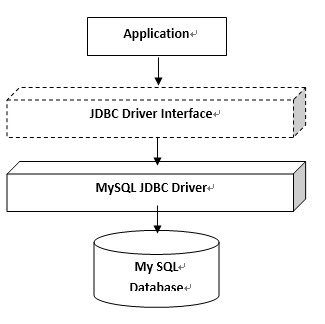 Application
JDBC Driver Interface
MySQL JDBC Driver
My SQL
Database